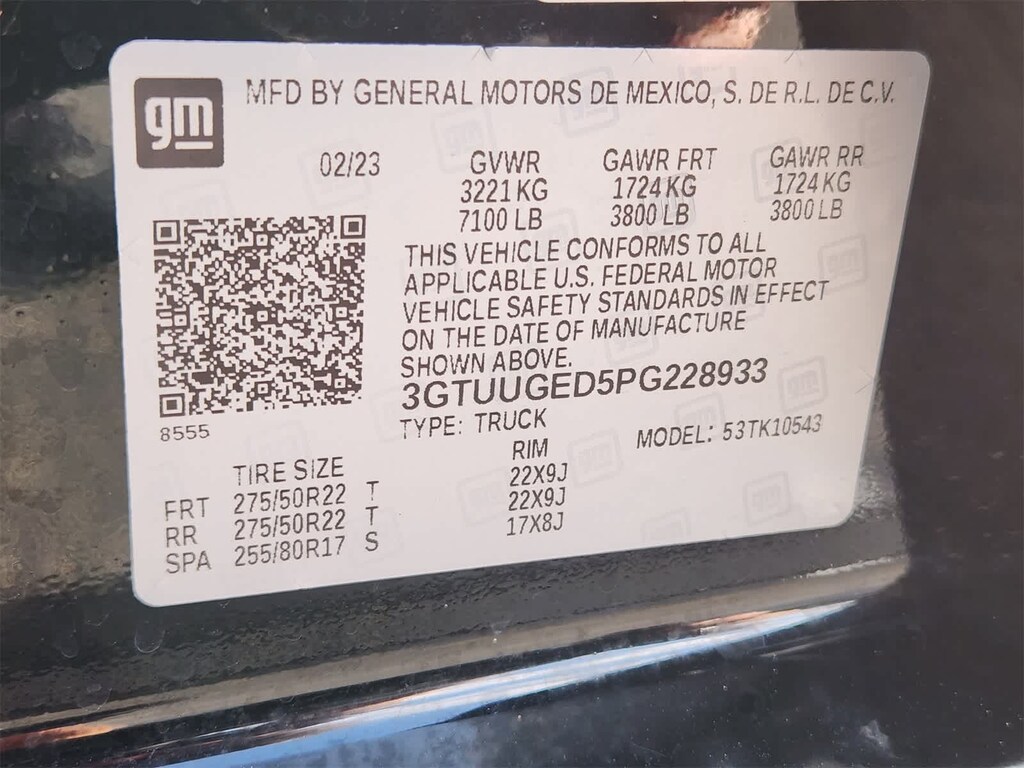 gm
MFD BY GENERAL MOTORS DE MEXICO, S. DE R.L. DE C.V.
02/23 GVWR GAWR FRT GAWR RR
3221 KG 1724 KG 1724 KG
7100 LB 3800 LB 3800 LB
THIS VEHICLE CONFORMS TO ALL
APPLICABLE U.S. FEDERAL MOTOR
VEHICLE SAFETY STANDARDS IN EFFECT
ON THE DATE OF MANUFACTURE
SHOWN ABOVE.
3GTUUGED5PG228933
8555
TYPE: TRUCK MODEL: 53TK10543
TIRE SIZE RIM
FRT 275/50R22 T 22X9J
RR 275/50R22 T 22X9J
SPA 255/80R17 S 17X8J